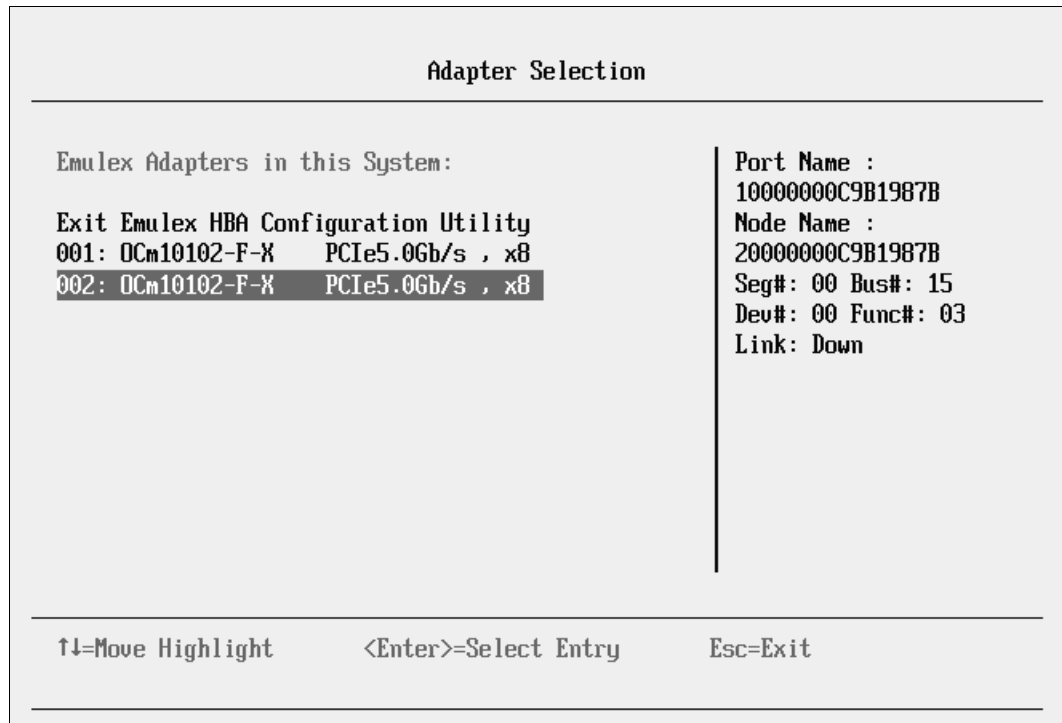 Adapter Selection
Emulex Adapters in this System:
Exit Emulex HBA Configuration Utility
001: OCm10102-F-X PCIe5.0Gb/s , x8
002: OCm10102-F-X PCIe5.0Gb/s , x8
Port Name :
10000000C9B1987B
Node Name :
20000000C9B1987B
Seg#: 00 Bus#: 15
Dev#: 00 Func#: 03
Link: Down
↑↓=Move Highlight <Enter>=Select Entry Esc=Exit